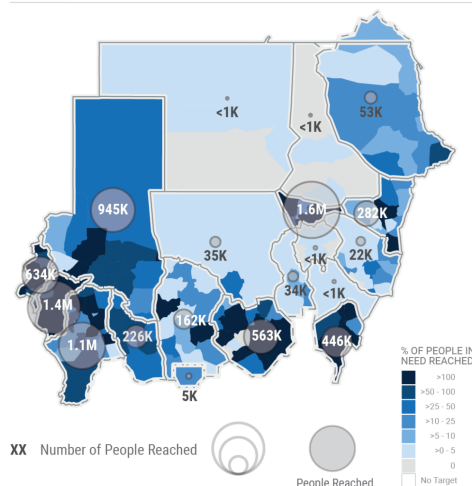 <1K
<1K
53K
945K
1.6M
282K
35K
<1K
22K
634K
34K
<1K
1.4M
162K
1.1M
226K
563K
446K
5K
% OF PEOPLE IN
NEED REACHED
>100
>50 - 100
>25 - 50
>10 - 25
>5 - 10
>0 - 5
0
No Target
XX Number of People Reached
People Reached